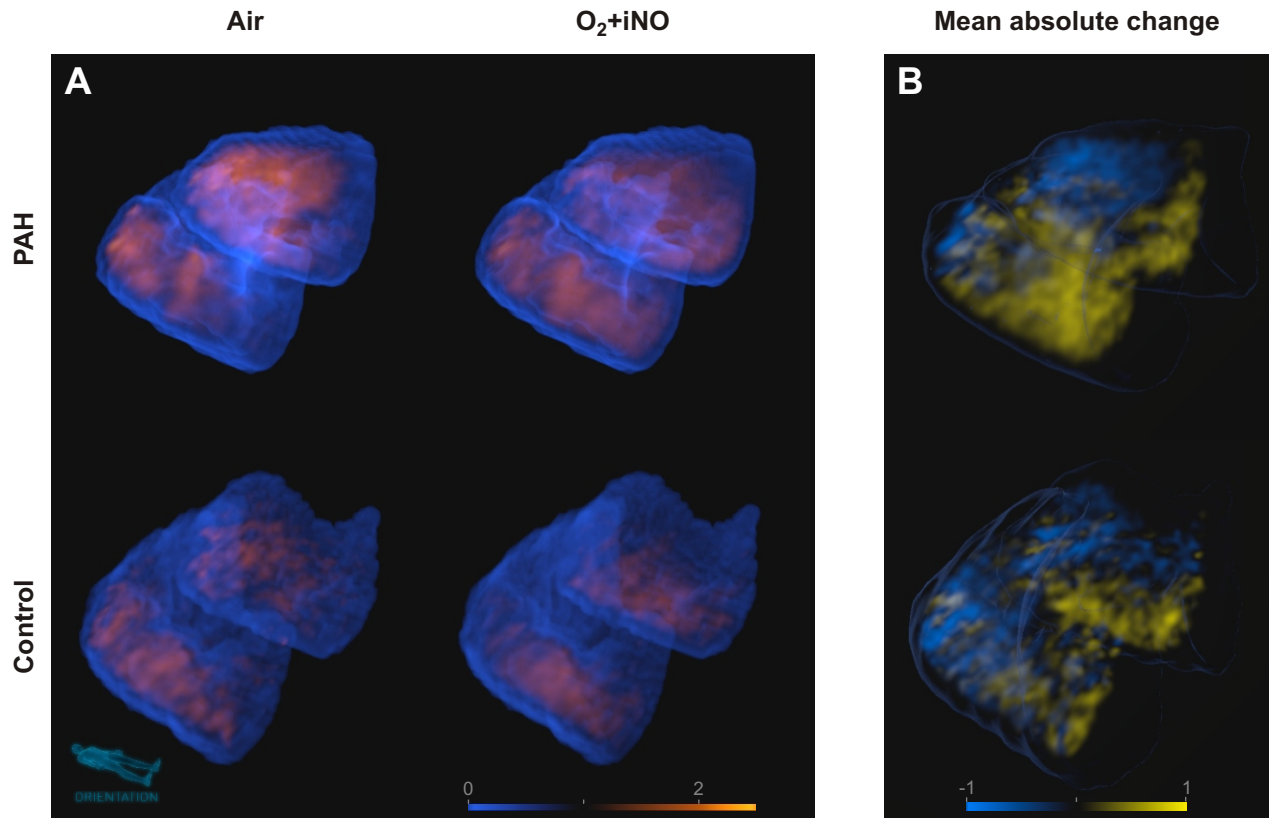 Air
O₂+iNO
Mean absolute change
A
B
PAH
Control
ORIENTATION
0
2
-1
1